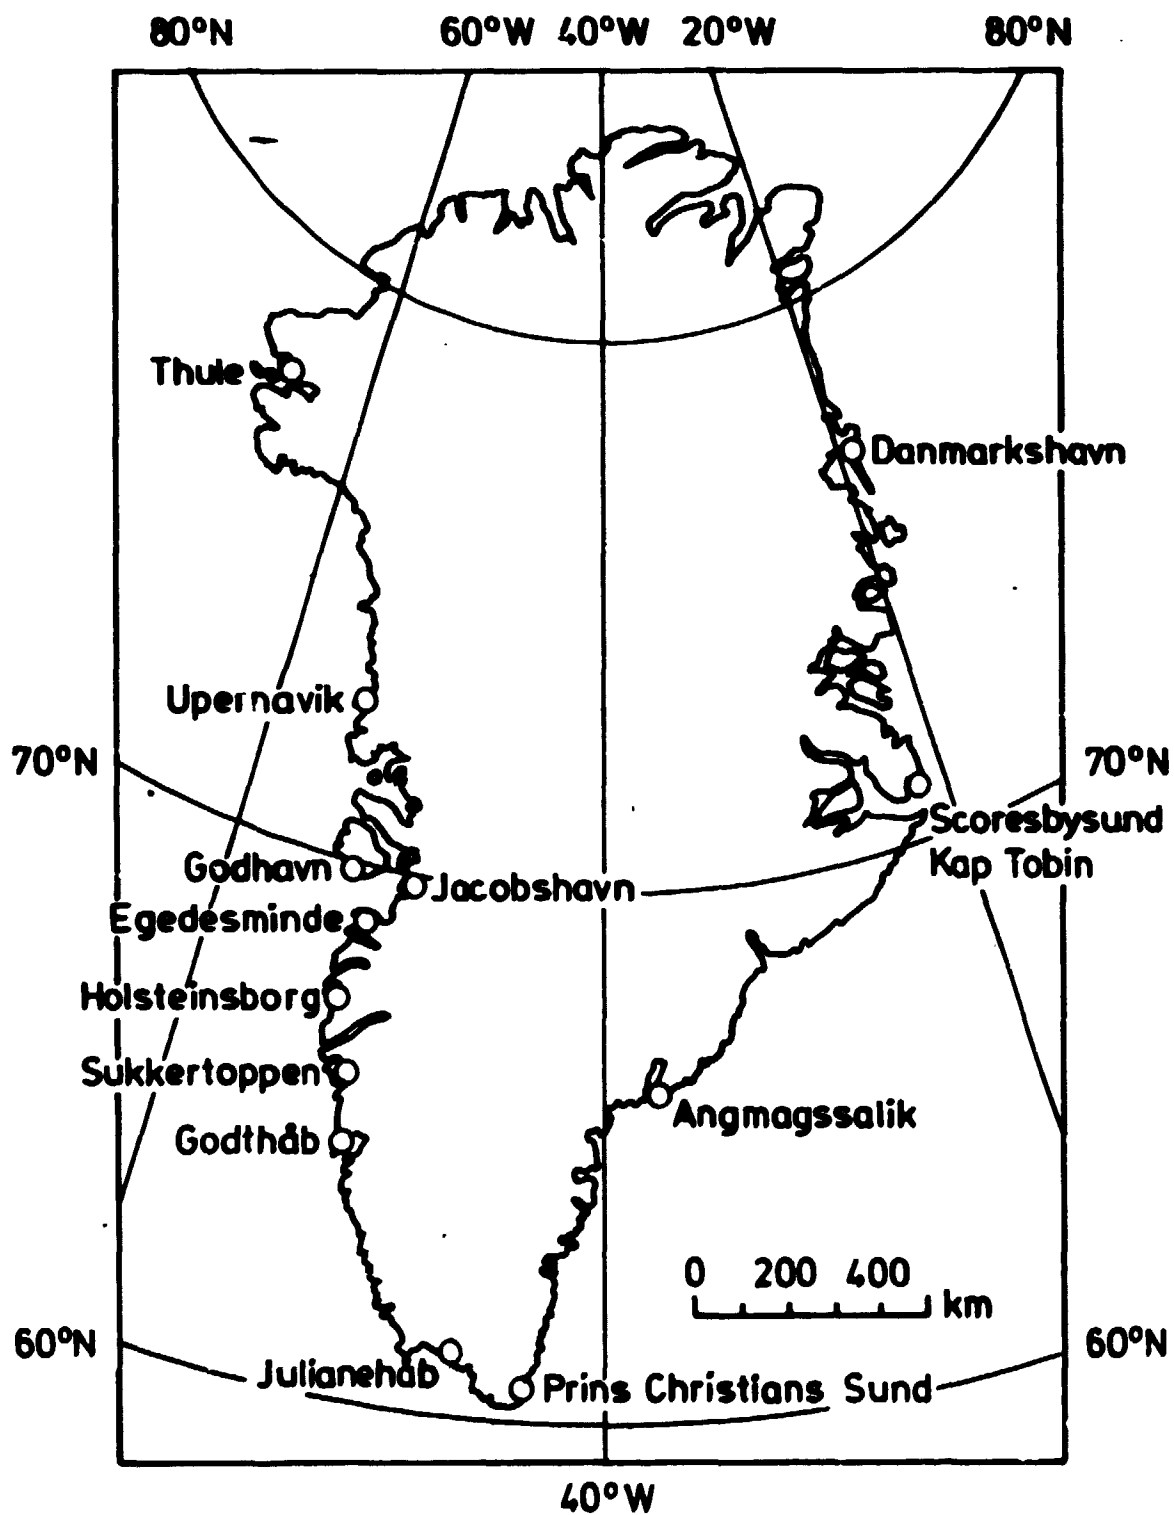 80°N 60°W 40°W 20°W 80°N
Thule
Danmarkshavn
Upernavik
70°N 70°N
Scoresbysund
Kap Tobin
Godhavn
Jacobshavn
Egedesminde
Holsteinsborg
Sukkertoppen
Angmagssalik
Godthåb
0 200 400
km
60°N 60°N
Julianehåb
Prins Christians Sund
40°W